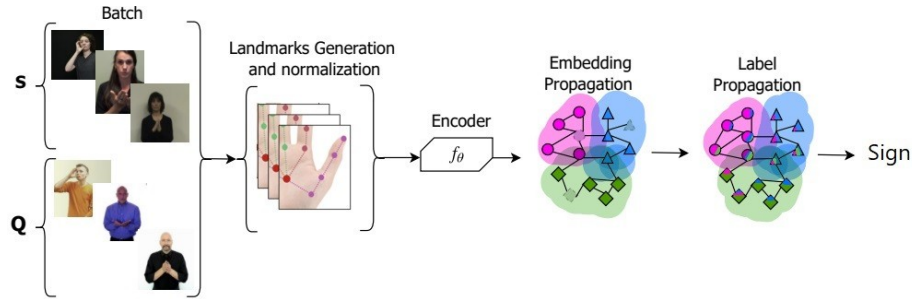 Batch
S
Q
Landmarks Generation
and normalization
Encoder
fθ
Embedding
Propagation
Label
Propagation
Sign